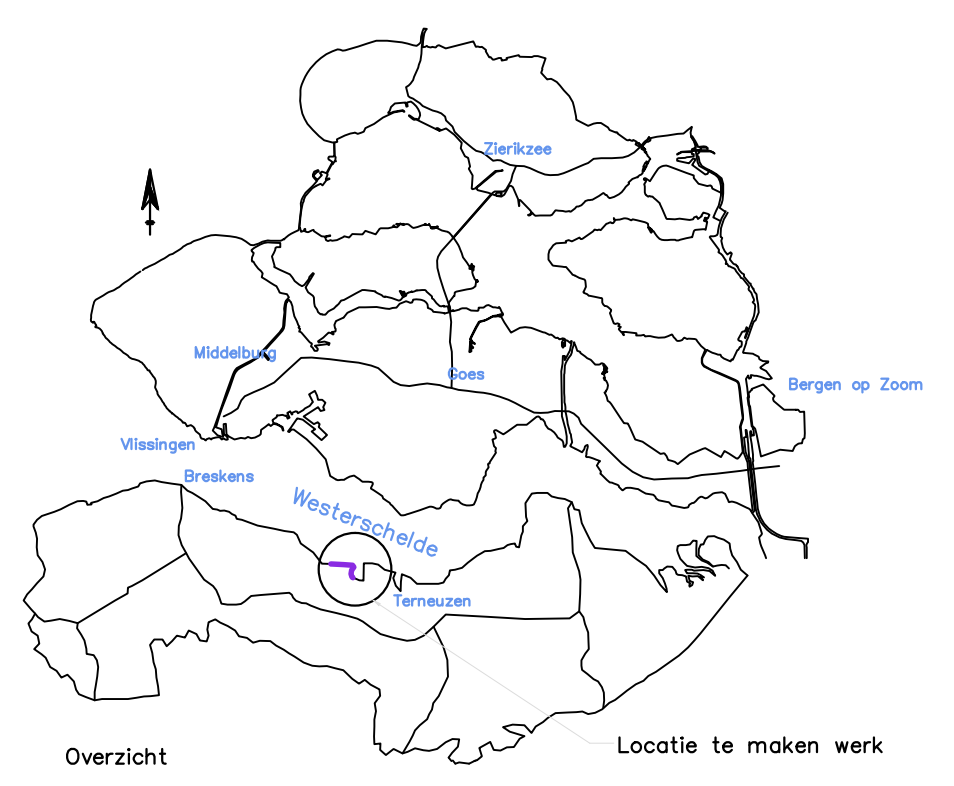 Zierikzee
Middelburg
Goes
Bergen op Zoom
Vlissingen
Breskens
Westerschelde
Terneuzen
Locatie te maken werk
Overzicht